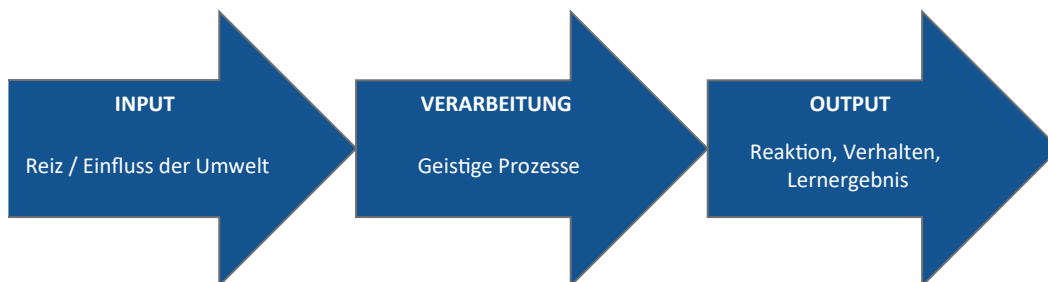 INPUT
Reiz / Einfluss der Umwelt
VERARBEITUNG
Geistige Prozesse
OUTPUT
Reaktion, Verhalten,
Lernergebnis